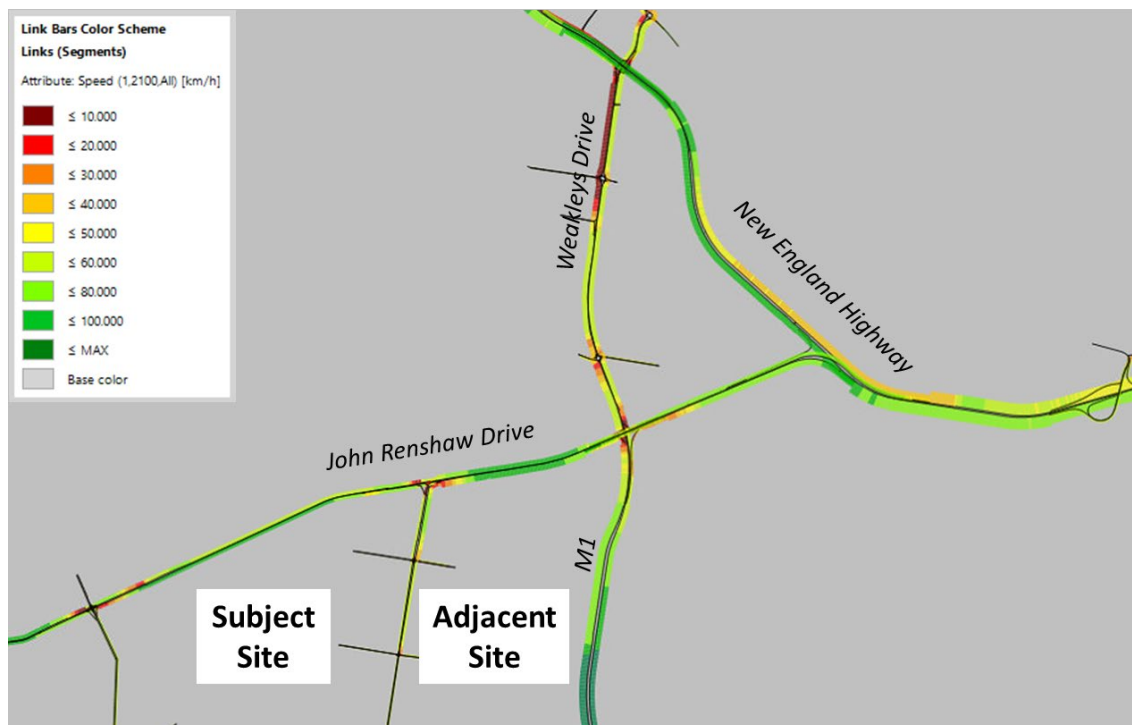 Link Bars Color Scheme
Links (Segments)
Attribute: Speed (1,2100,All) [km/h]
≤ 10.000
≤ 20.000
≤ 30.000
≤ 40.000
≤ 50.000
≤ 60.000
≤ 80.000
≤ 100.000
≤ MAX
Base color
Weakleys Drive
New England Highway
John Renshaw Drive
M1
Subject
Site
Adjacent
Site